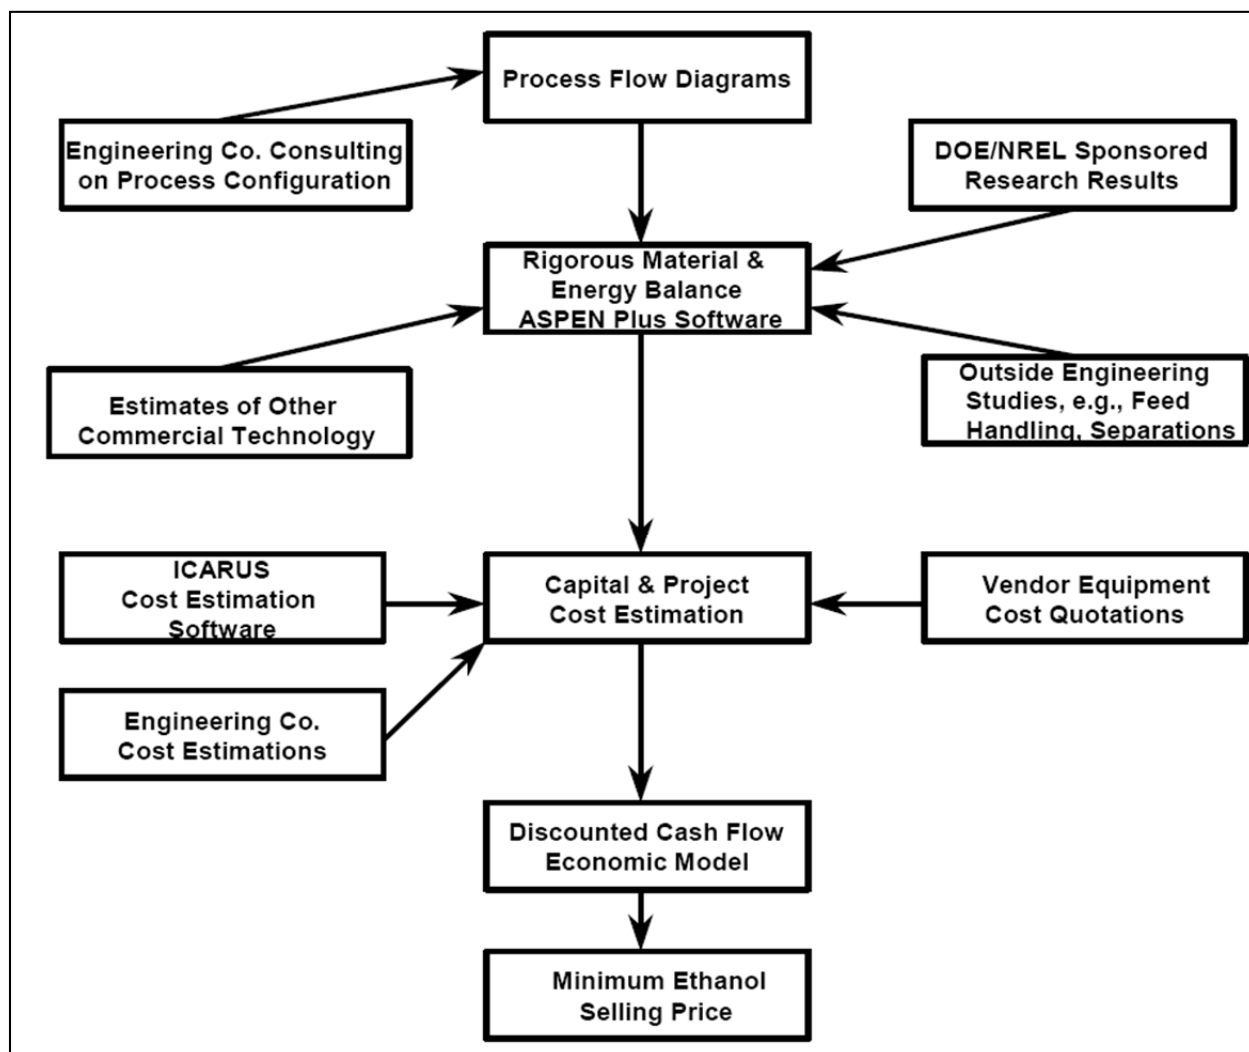 Process Flow Diagrams
Engineering Co. Consulting
on Process Configuration
DOE/NREL Sponsored
Research Results
Rigorous Material &
Energy Balance
ASPEN Plus Software
Estimates of Other
Commercial Technology
Outside Engineering
Studies, e.g., Feed
Handling, Separations
ICARUS
Cost Estimation
Software
Capital & Project
Cost Estimation
Vendor Equipment
Cost Quotations
Engineering Co.
Cost Estimations
Discounted Cash Flow
Economic Model
Minimum Ethanol
Selling Price